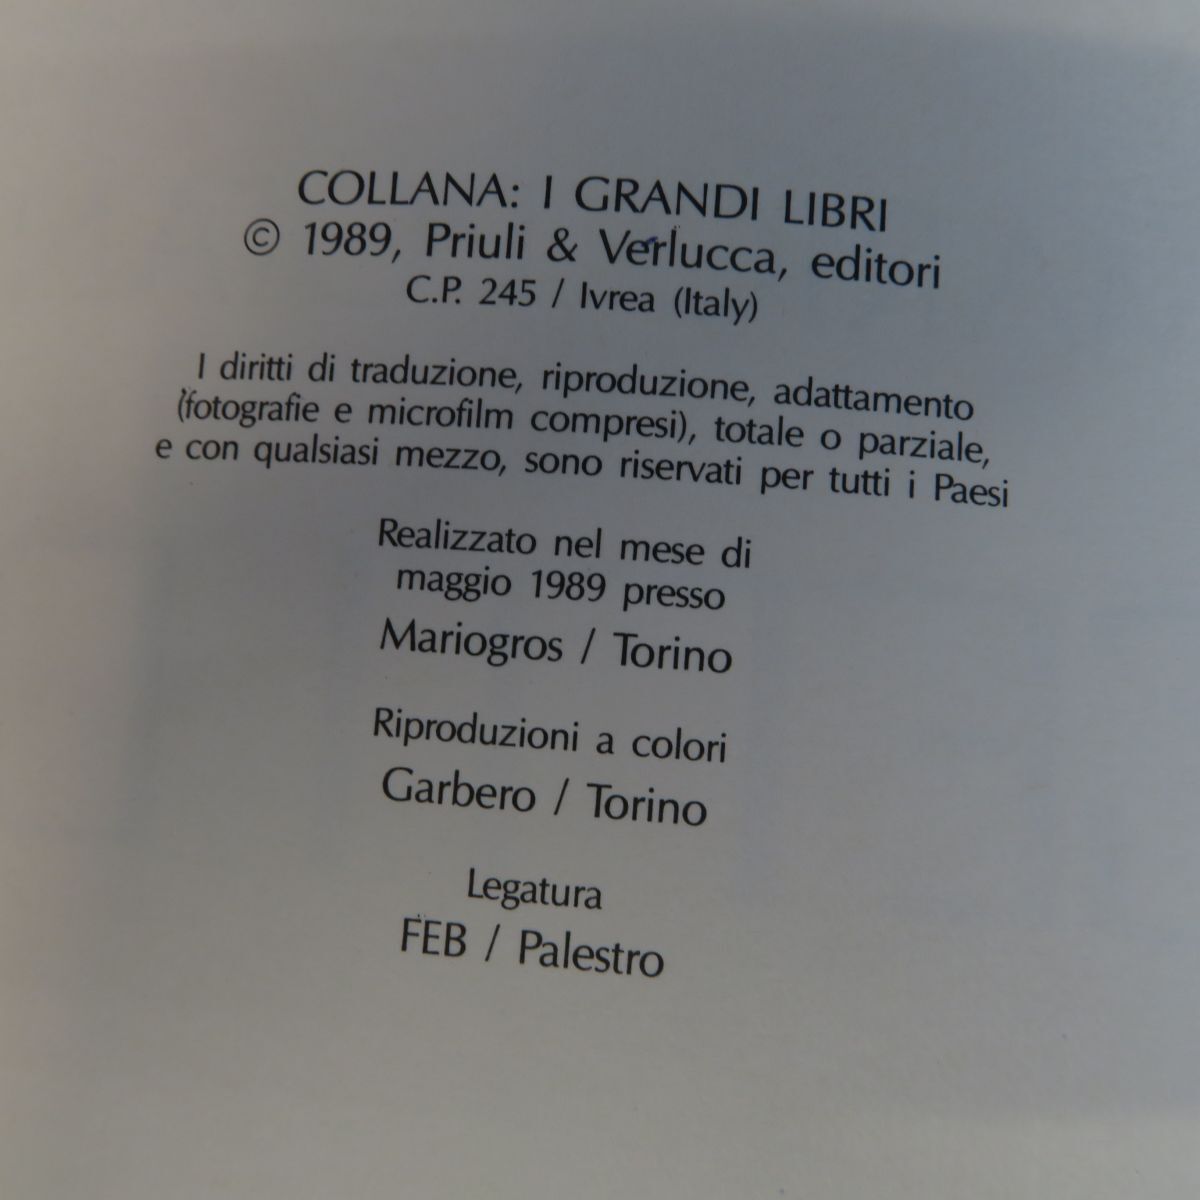 COLLANA: I GRANDI LIBRI
© 1989, Priuli & Verlucca, editori
C.P. 245 / Ivrea (Italy)
I diritti di traduzione, riproduzione, adattamento
(fotografie e microfilm compresi), totale o parziale,
e con qualsiasi mezzo, sono riservati per tutti i Paesi
Realizzato nel mese di
maggio 1989 presso
Mariogros / Torino
Riproduzioni a colori
Garbero / Torino
Legatura
FEB / Palestro